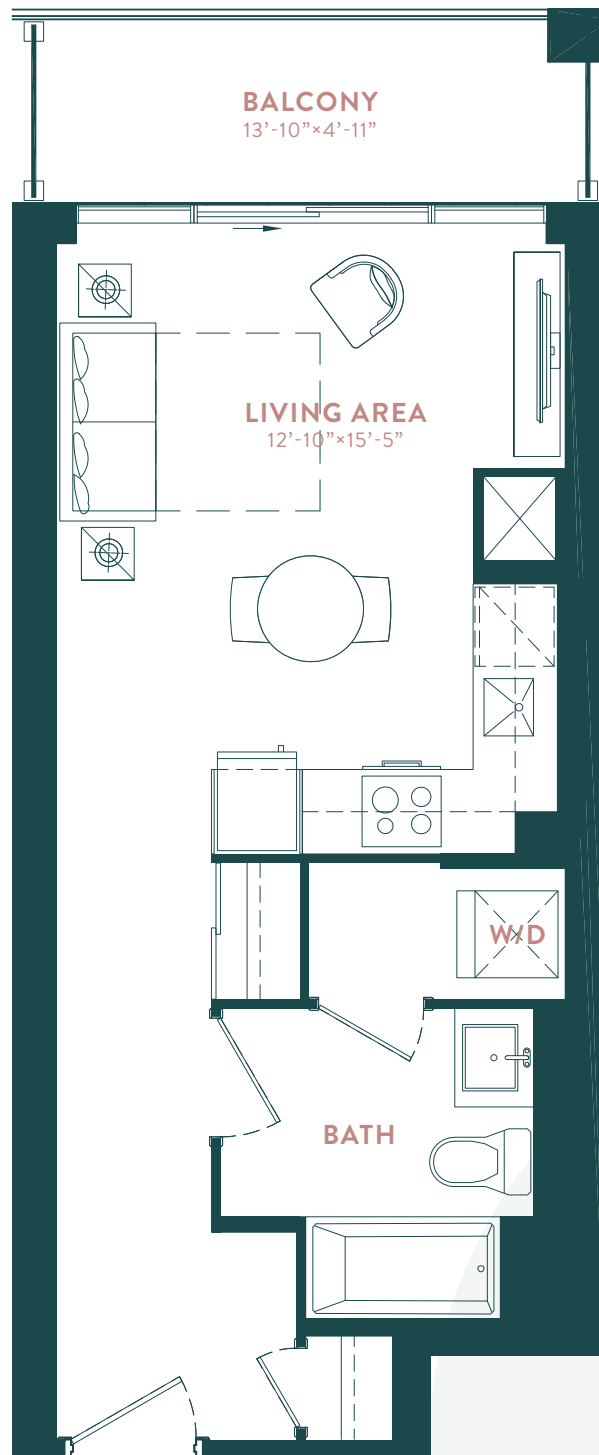 BALCONY
13'-10"×4'-11"
LIVING AREA
12'-10"×15'-5"
W/D
BATH